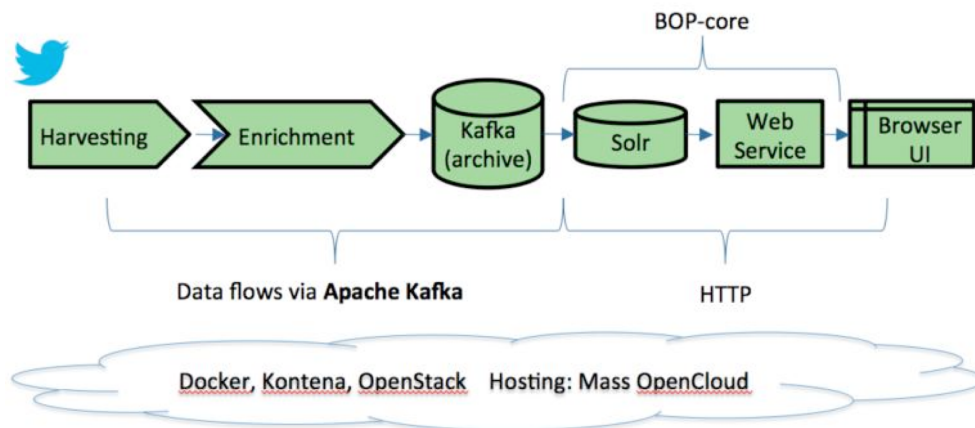 BOP-core
Harvesting
Enrichment
Kafka
(archive)
Solr
Web
Service
Browser
UI
Data flows via Apache Kafka
HTTP
Docker, Kontena, OpenStack Hosting: Mass OpenCloud